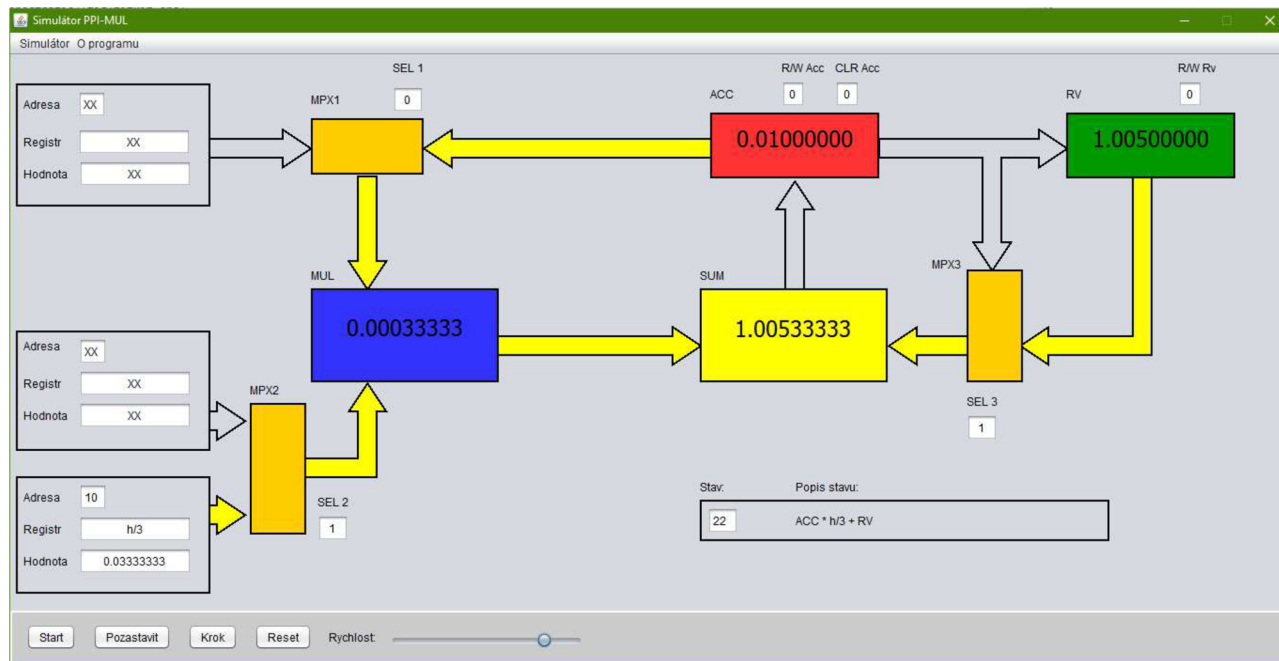 Simulátor PPI-MUL
Simulátor O programu
SEL 1
R/W Acc CLR Acc
R/W Rv
Adresa XX
MPX1
0
ACC
0
0
RV
0
Registr XX
Hodnota XX
0.01000000
1.00500000
MUL
SUM
MPX3
0.00033333
1.00533333
Adresa XX
Registr XX
Hodnota XX
MPX2
SEL 3
1
Adresa 10
Registr h/3
Hodnota 0.03333333
SEL 2
1
Stav: Popis stavu:
22 ACC * h/3 + RV
Start Pozastavit Krok Reset Rychlost: